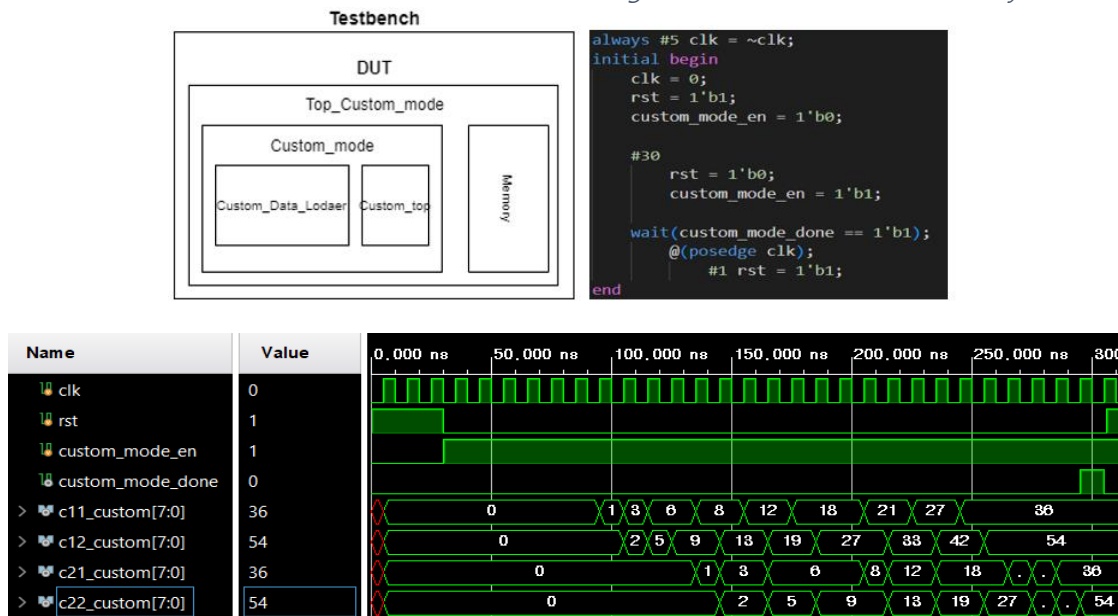 Testbench
DUT
Top_Custom_mode
Custom_mode
Custom_Data_Lodaer
Custom_top
Memory
always #5 clk = ~clk;
initial begin
clk = 0;
rst = 1'b1;
custom_mode_en = 1'b0;
#30
rst = 1'b0;
custom_mode_en = 1'b1;
wait(custom_mode_done == 1'b1);
@(posedge clk);
#1 rst = 1'b1;
end
Name Value 0.000 ns 50.000 ns 100.000 ns 150.000 ns 200.000 ns 250.000 ns 300
clk 0
rst 1
custom_mode_en 1
custom_mode_done 0
c11_custom[7:0] 36 0 1 3 6 8 12 18 21 27 36
c12_custom[7:0] 54 0 2 5 9 13 19 27 33 42 54
c21_custom[7:0] 36 0 1 3 6 8 12 18 . . 36
c22_custom[7:0] 54 0 2 5 9 13 19 27 . . 54